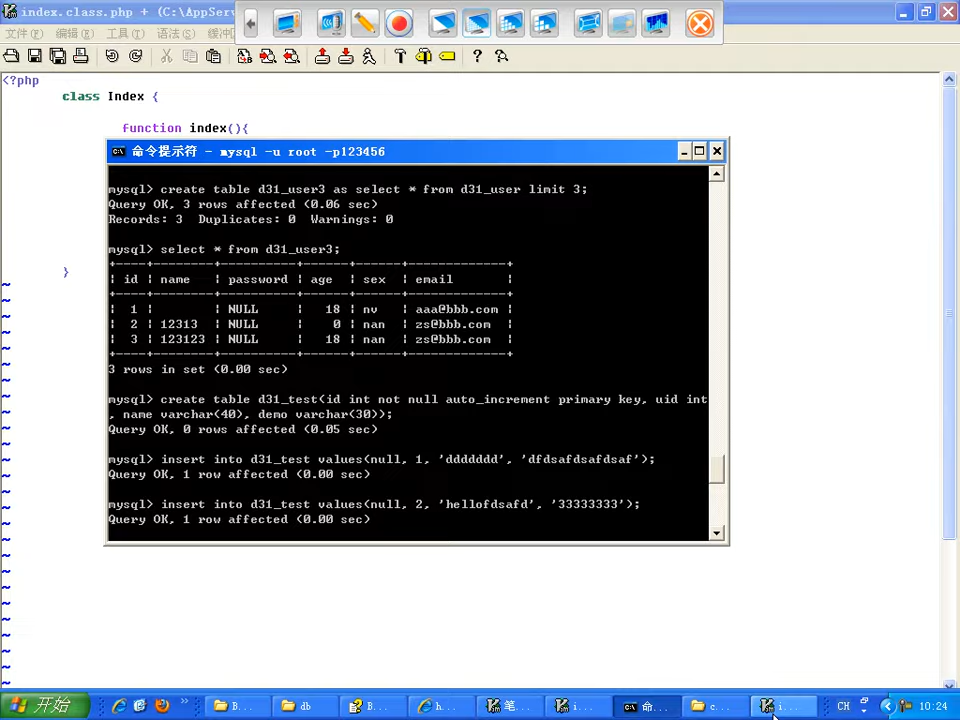 index.class.php + (C:\AppServ
文件(F) 编辑(E) 工具(T) 语法(S) 缓冲
<?php
class Index {
function index(){
}
命令提示符 - mysql -u root -p123456
mysql> create table d31_user3 as select * from d31_user limit 3;
Query OK, 3 rows affected (0.06 sec)
Records: 3  Duplicates: 0  Warnings: 0
mysql> select * from d31_user3;
+----+--------+----------+------+------+-------------+
| id | name   | password | age  | sex  | email       |
+----+--------+----------+------+------+-------------+
|  1 |        | NULL     |   18 | nv   | aaa@bbb.com |
|  2 | 12313  | NULL     |    0 | nan  | zs@bbb.com  |
|  3 | 123123 | NULL     |   18 | nan  | zs@bbb.com  |
+----+--------+----------+------+------+-------------+
3 rows in set (0.00 sec)
mysql> create table d31_test(id int not null auto_increment primary key, uid int
, name varchar(40), demo varchar(30));
Query OK, 0 rows affected (0.05 sec)
mysql> insert into d31_test values(null, 1, 'ddddddd', 'dfdsafdsafdsaf');
Query OK, 1 row affected (0.00 sec)
mysql> insert into d31_test values(null, 2, 'hellofdsafd', '33333333');
Query OK, 1 row affected (0.00 sec)
开始 B... db B... h... 笔... i... 命... c... i... CH 10:24